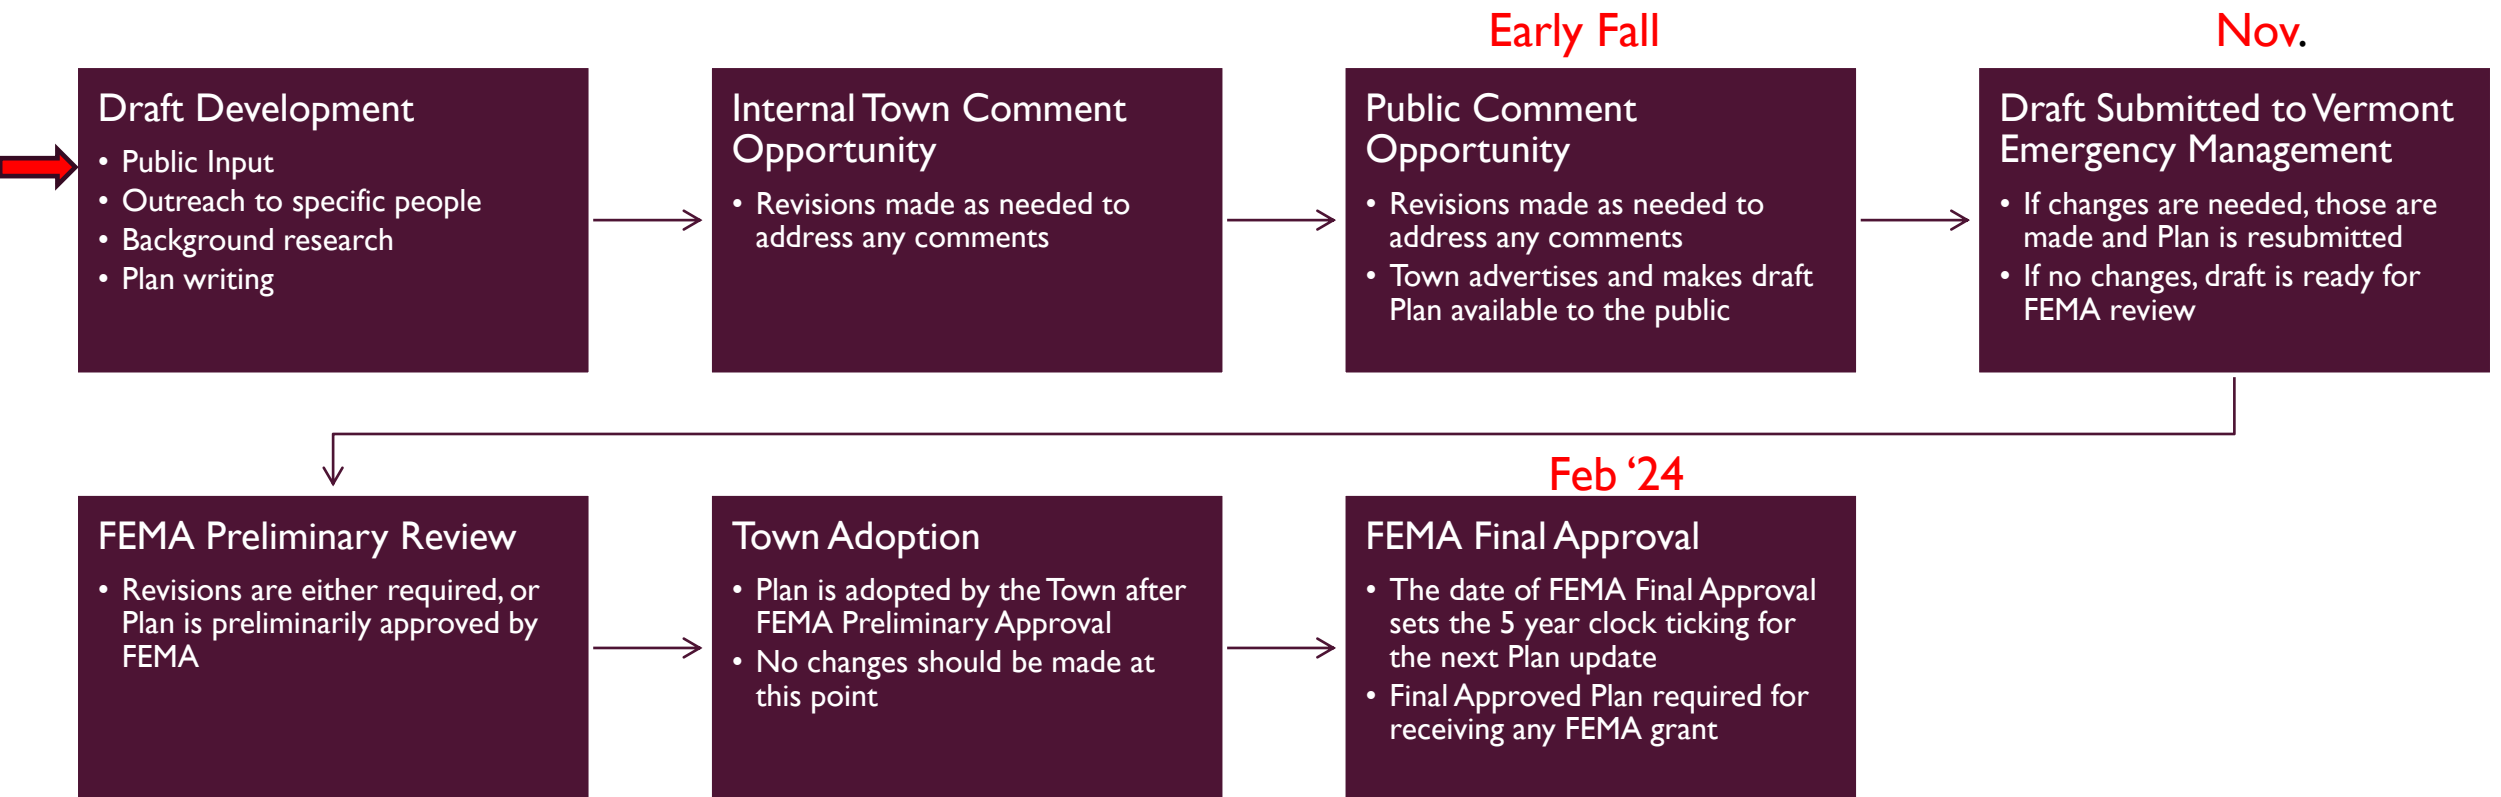 Early Fall
Nov.
Draft Development
• Public Input
• Outreach to specific people
• Background research
• Plan writing
Internal Town Comment
Opportunity
• Revisions made as needed to
address any comments
Public Comment
Opportunity
• Revisions made as needed to
address any comments
• Town advertises and makes draft
Plan available to the public
Draft Submitted to Vermont
Emergency Management
• If changes are needed, those are
made and Plan is resubmitted
• If no changes, draft is ready for
FEMA review
Feb ‘24
FEMA Preliminary Review
• Revisions are either required, or
Plan is preliminarily approved by
FEMA
Town Adoption
• Plan is adopted by the Town after
FEMA Preliminary Approval
• No changes should be made at
this point
FEMA Final Approval
• The date of FEMA Final Approval
sets the 5 year clock ticking for
the next Plan update
• Final Approved Plan required for
receiving any FEMA grant